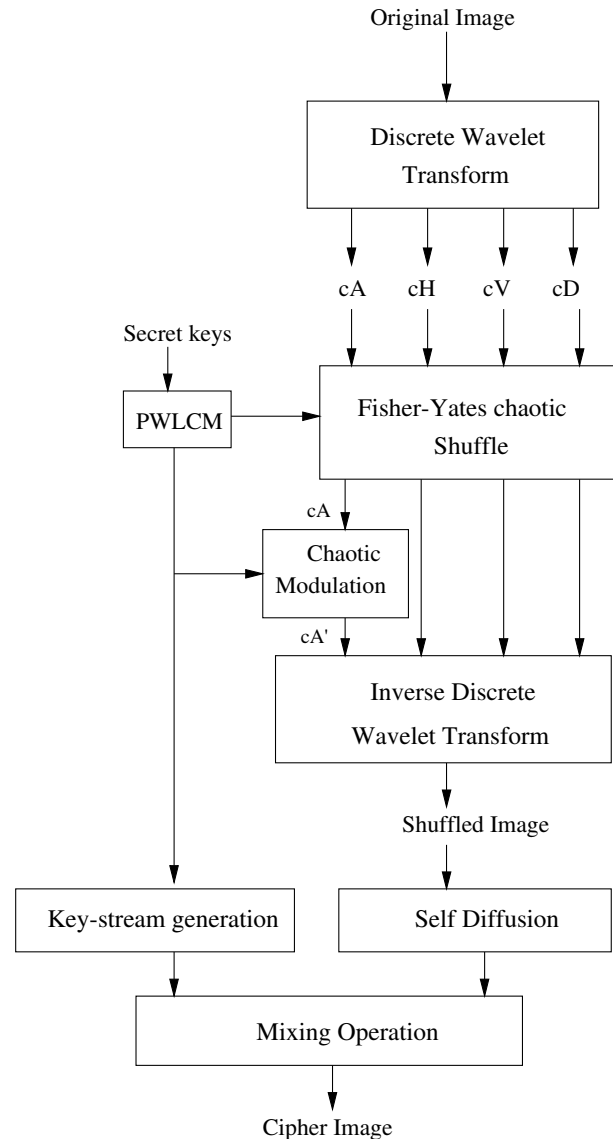 Original Image
Discrete Wavelet
Transform
cA cH cV cD
Secret keys
PWLCM
Fisher-Yates chaotic
Shuffle
cA
Chaotic
Modulation
cA'
Inverse Discrete
Wavelet Transform
Shuffled Image
Key-stream generation
Self Diffusion
Mixing Operation
Cipher Image